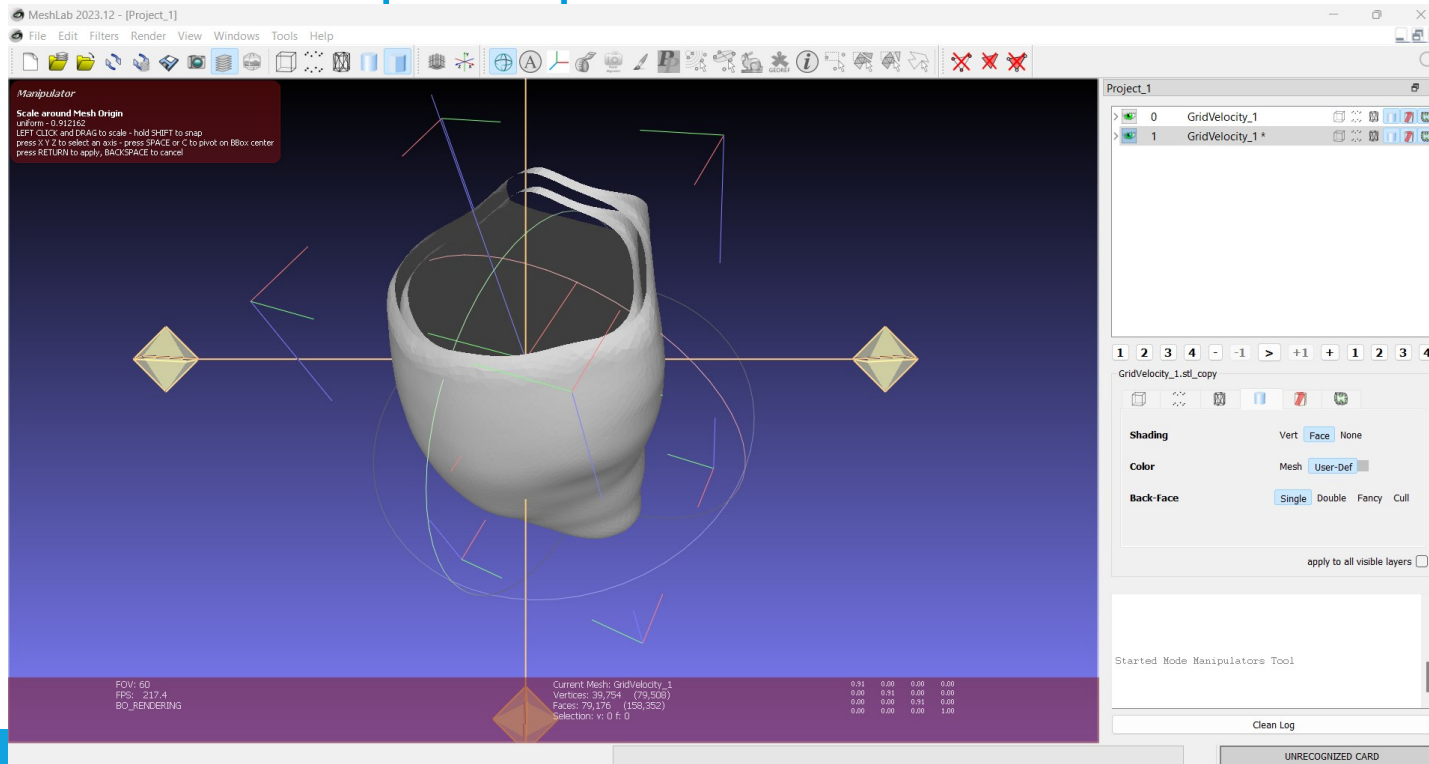 MeshLab 2023.12 - [Project_1]
File Edit Filters Render View Windows Tools Help
GEOREF
Manipulator
Scale around Mesh Origin
uniform - 0.912162
LEFT CLICK and DRAG to scale - hold SHIFT to snap
press X Y Z to select an axis - press SPACE or C to pivot on BBox center
press RETURN to apply, BACKSPACE to cancel
Project_1
0 GridVelocity_1
1 GridVelocity_1 *
1 2 3 4 - -1 > +1 + 1 2 3 4
GridVelocity_1.stl_copy
Shading Vert Face None
Color Mesh User-Def
Back-Face Single Double Fancy Cull
apply to all visible layers
Started Mode Manipulators Tool
FOV: 60
FPS: 217.4
BO_RENDERING
Current Mesh: GridVelocity_1
Vertices: 39,754 (79,508)
Faces: 79,176 (158,352)
Selection: v: 0 f: 0
0.91 0.00 0.00 0.00
0.00 0.91 0.00 0.00
0.00 0.00 0.91 0.00
0.00 0.00 0.00 1.00
Clean Log
UNRECOGNIZED CARD